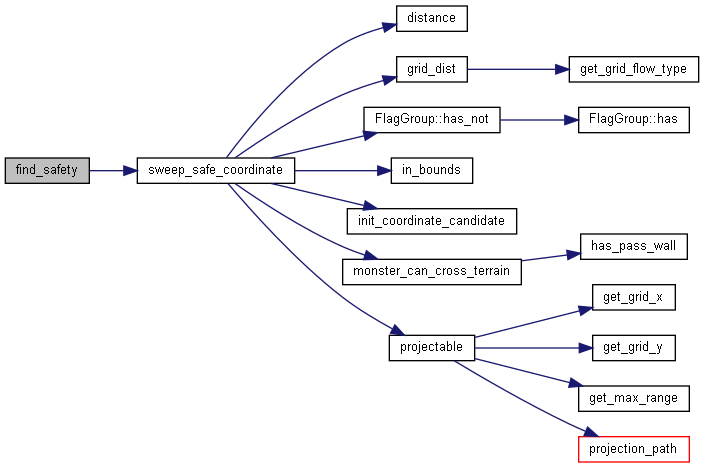 distance
grid_dist
get_grid_flow_type
FlagGroup::has_not
FlagGroup::has
find_safety
sweep_safe_coordinate
in_bounds
init_coordinate_candidate
has_pass_wall
monster_can_cross_terrain
get_grid_x
projectable
get_grid_y
get_max_range
projection_path